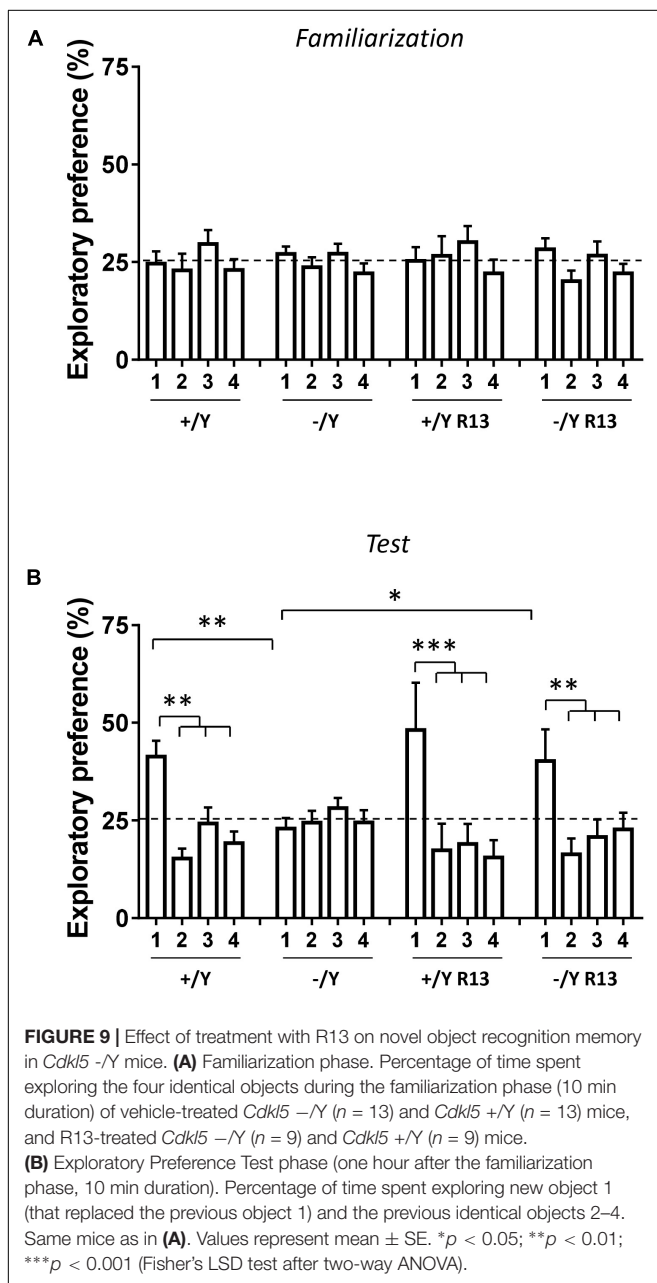 A
Familiarization
Exploratory preference (%)
75
50
25
0
1 2 3 4 1 2 3 4 1 2 3 4 1 2 3 4
+/Y -/Y +/Y R13 -/Y R13
Test
B
Exploratory preference (%)
75
50
25
0
*
**
***
**
**
1 2 3 4 1 2 3 4 1 2 3 4 1 2 3 4
+/Y -/Y +/Y R13 -/Y R13
FIGURE 9 | Effect of treatment with R13 on novel object recognition memory
in Cdkl5 -/Y mice. (A) Familiarization phase. Percentage of time spent
exploring the four identical objects during the familiarization phase (10 min
duration) of vehicle-treated Cdkl5 −/Y (n = 13) and Cdkl5 +/Y (n = 13) mice,
and R13-treated Cdkl5 −/Y (n = 9) and Cdkl5 +/Y (n = 9) mice.
(B) Exploratory Preference Test phase (one hour after the familiarization
phase, 10 min duration). Percentage of time spent exploring new object 1
(that replaced the previous object 1) and the previous identical objects 2–4.
Same mice as in (A). Values represent mean ± SE. *p < 0.05; **p < 0.01;
***p < 0.001 (Fisher's LSD test after two-way ANOVA).